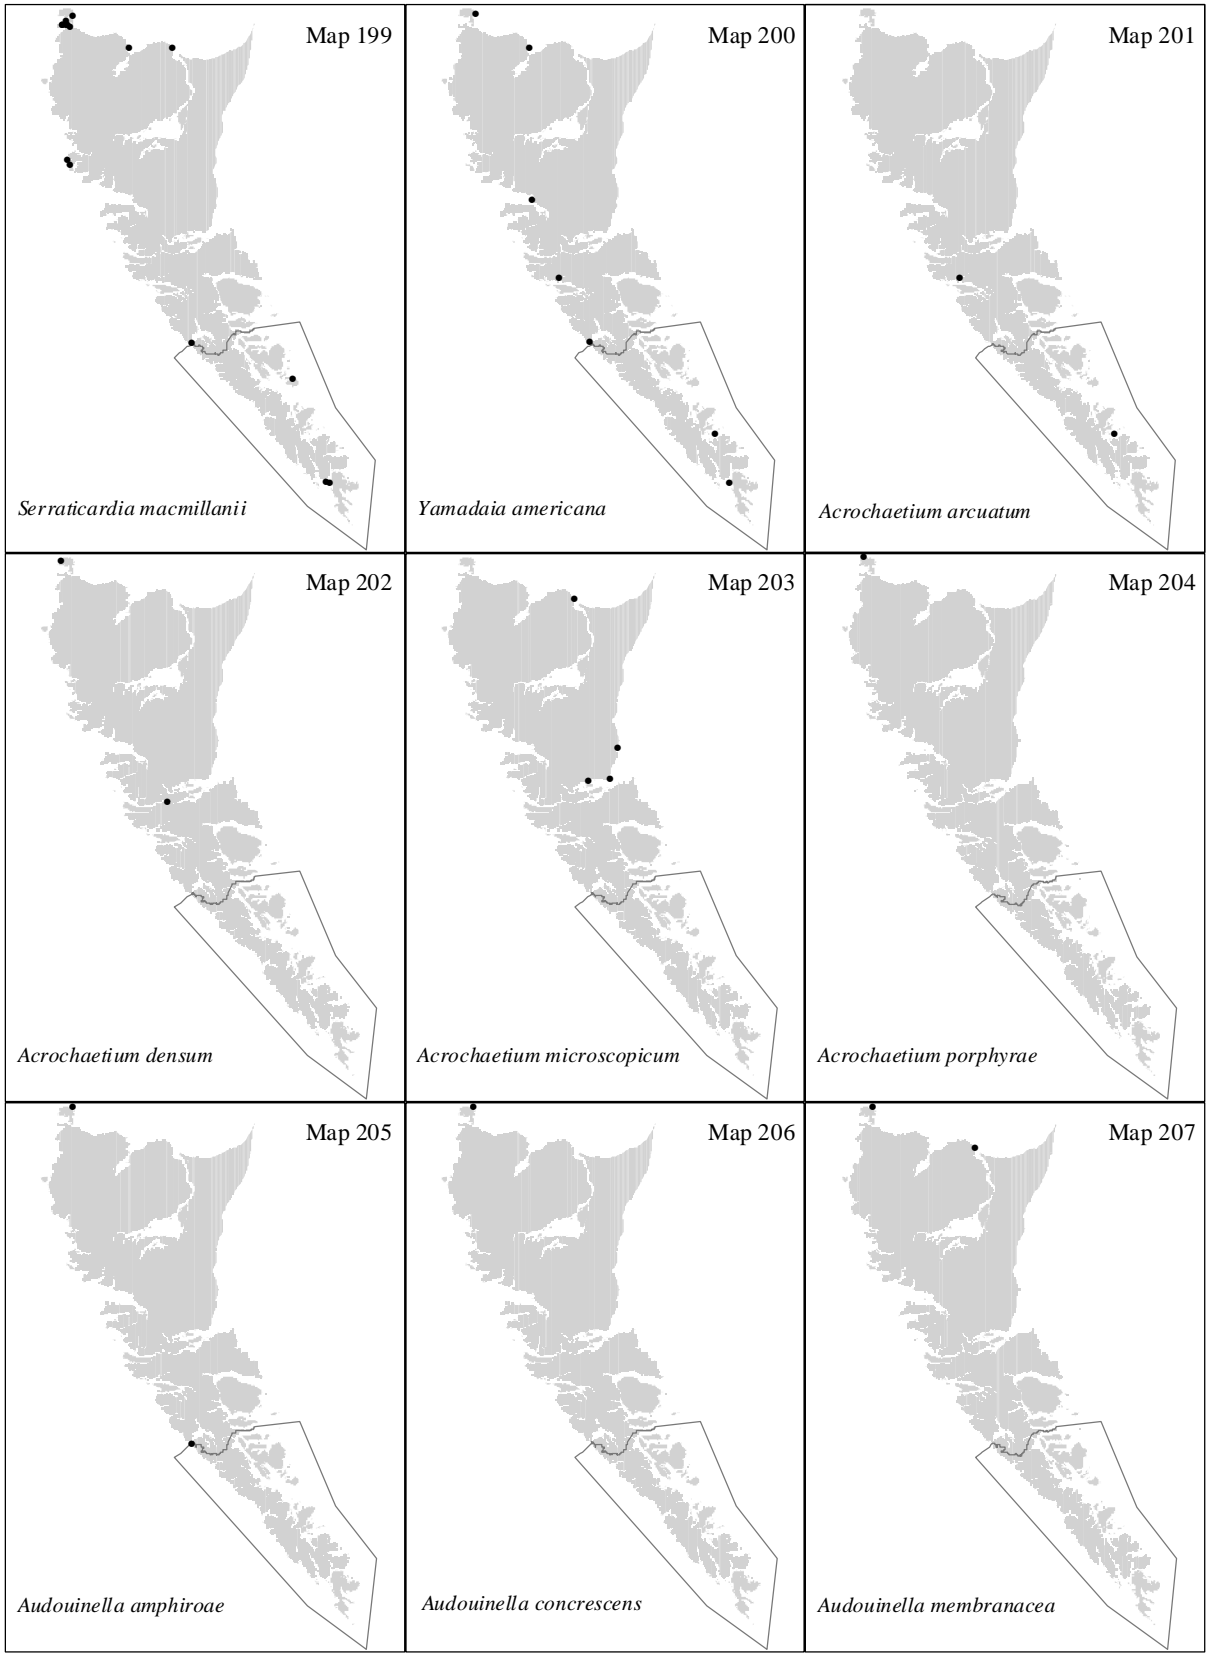 Map 199
Serraticardia macmillanii
Map 200
Yamadaia americana
Map 201
Acrochaetium arcuatum
Map 202
Acrochaetium densum
Map 203
Acrochaetium microscopicum
Map 204
Acrochaetium porphyrae
Map 205
Audouinella amphiroae
Map 206
Audouinella concrescens
Map 207
Audouinella membranacea